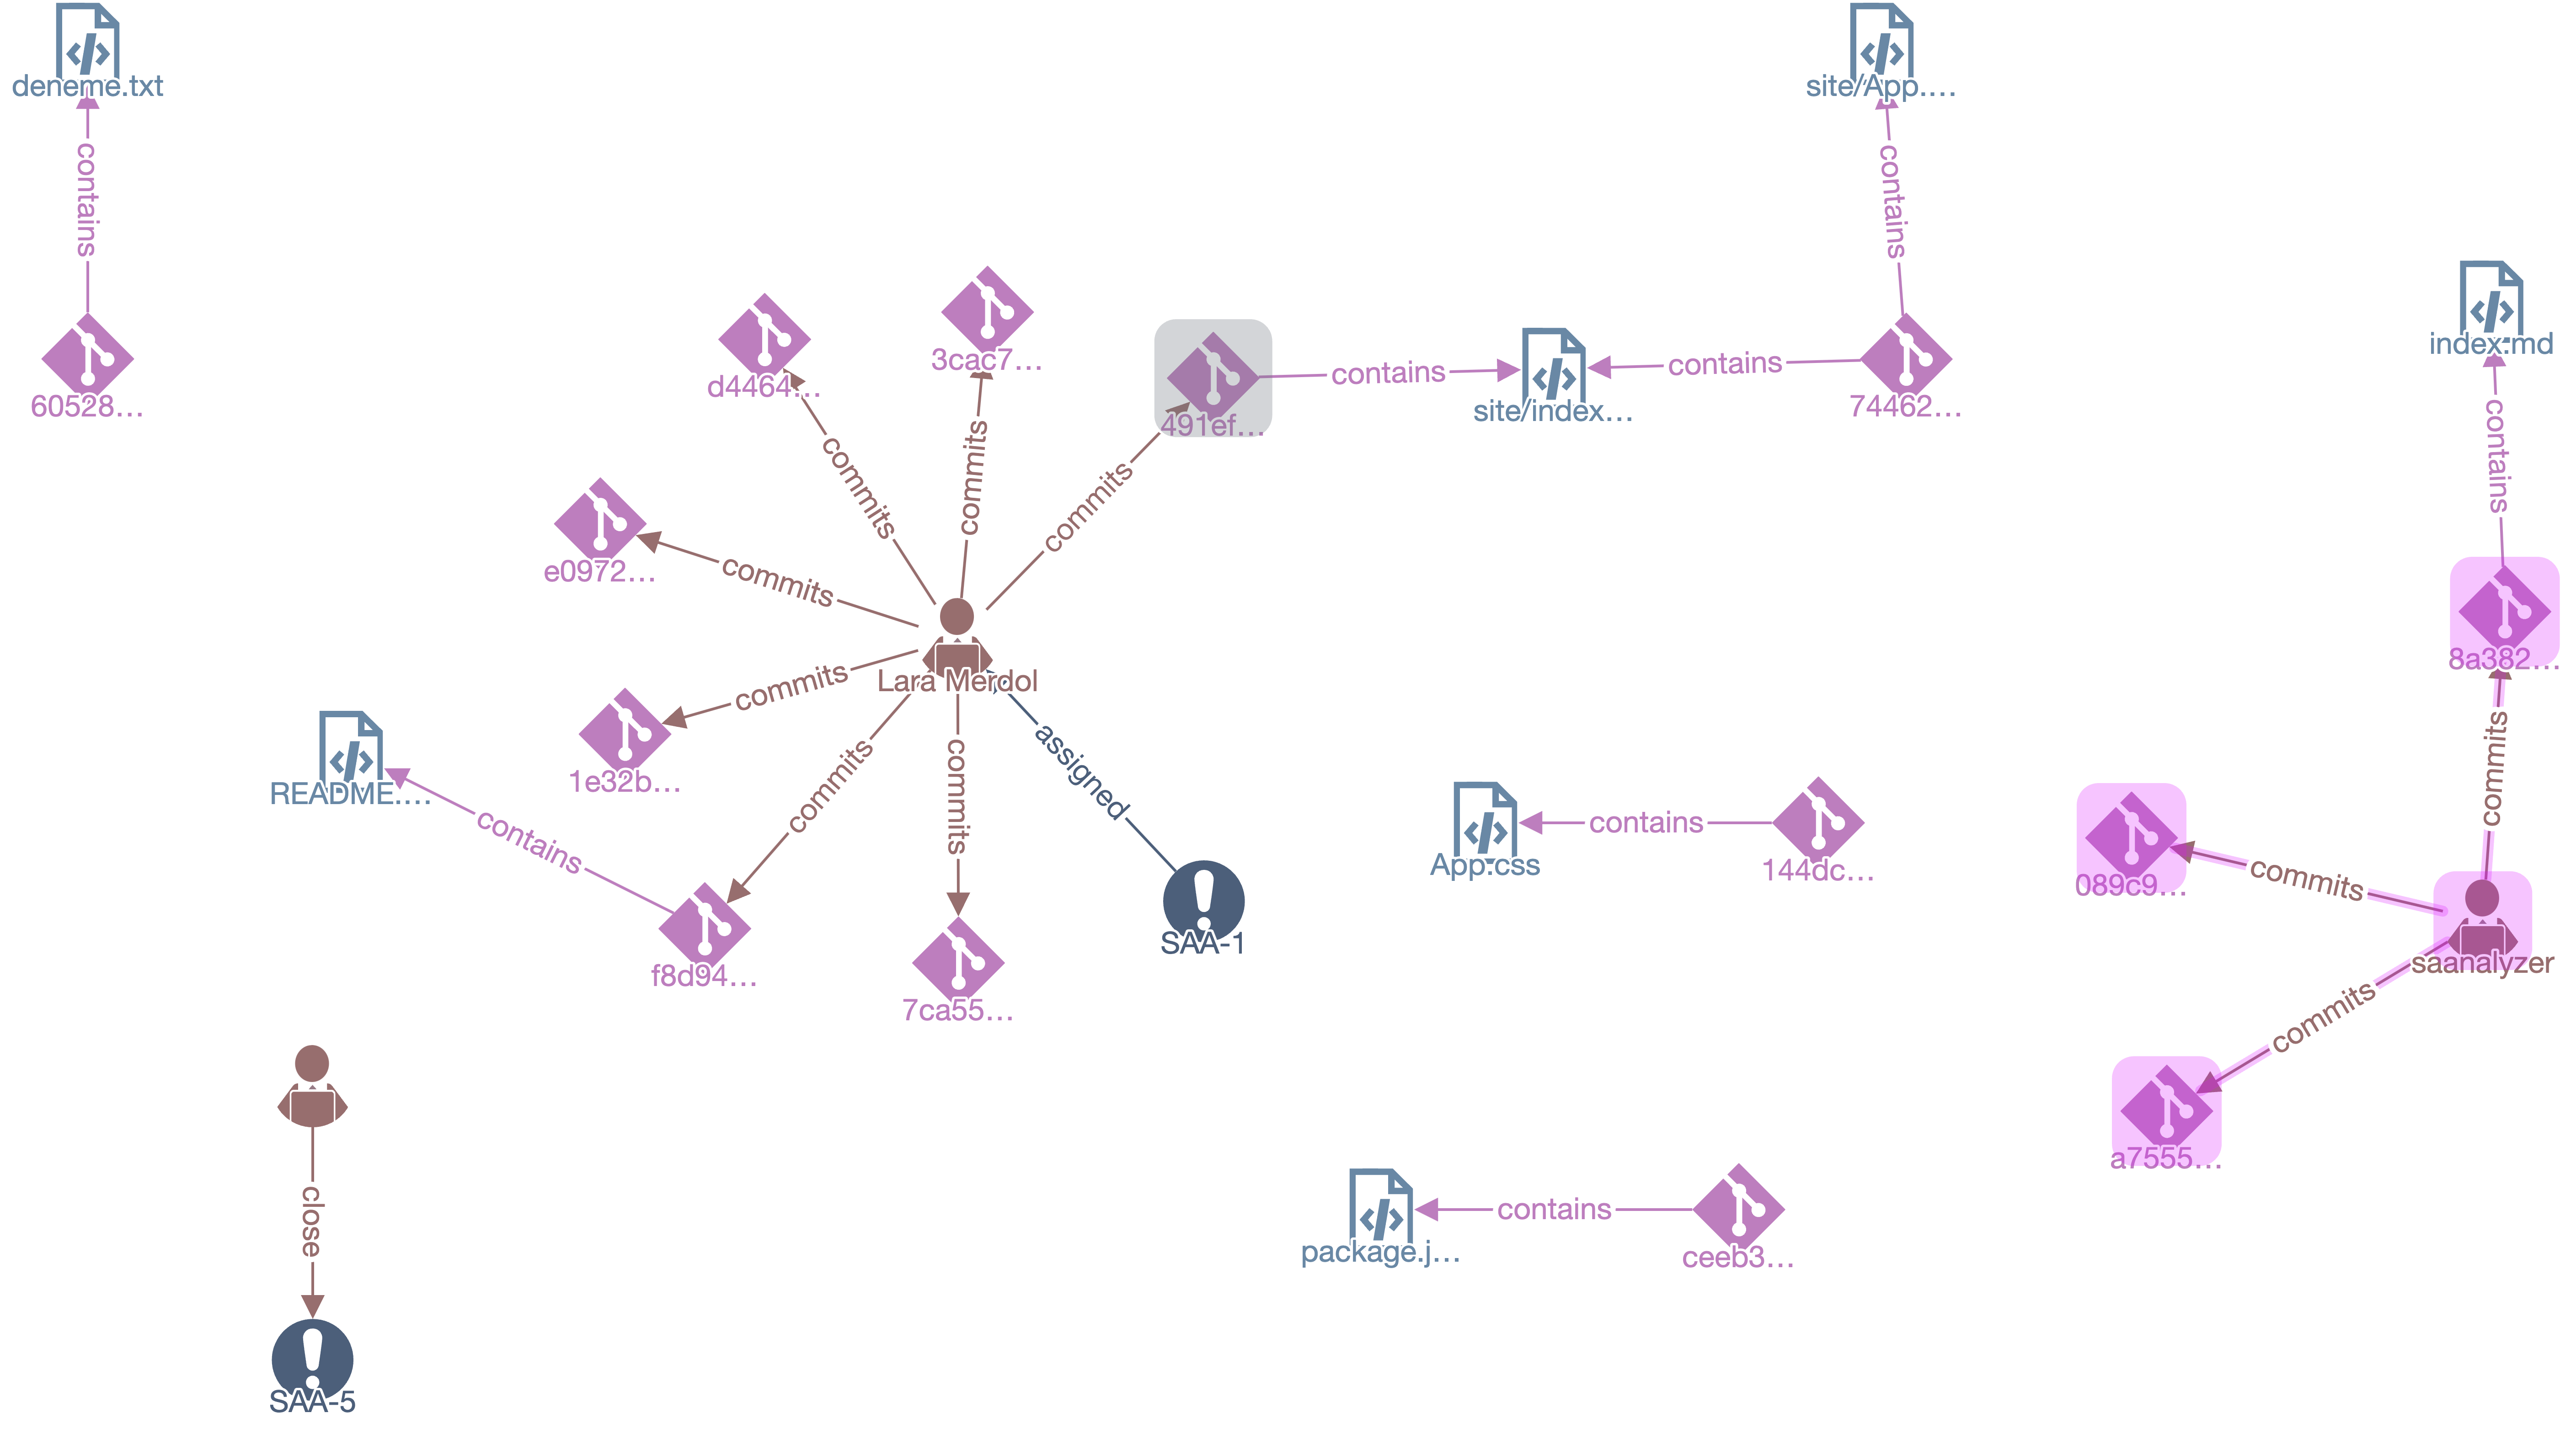 deneme.txt
site/App....
contains
contains
index.md
3cac7...
d4464...
60528...
491ef...
contains
site/index...
contains
74462...
contains
commits
commits
commits
e0972...
commits
8a382...
Lara Merdol
commits
assigned
commits
1e32b...
README....
commits
commits
contains
contains
App.css
144dc...
089c9...
commits
SAA-1
saanalyzer
f8d94...
7ca55...
commits
a7555...
close
contains
package.j...
ceeb3...
SAA-5